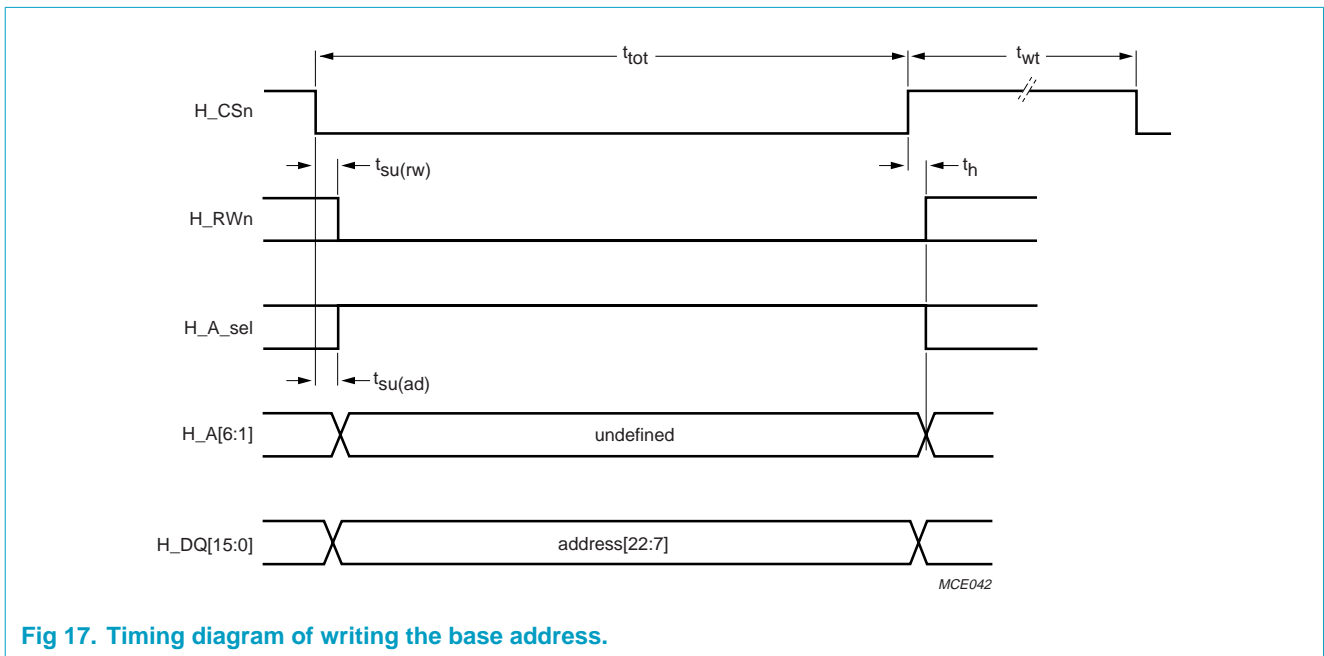 t_tot t_wt
H_CSn
t_su(rw) t_h
H_RWn
H_A_sel
t_su(ad)
H_A[6:1] undefined
H_DQ[15:0] address[22:7]
MCE042
Fig 17. Timing diagram of writing the base address.